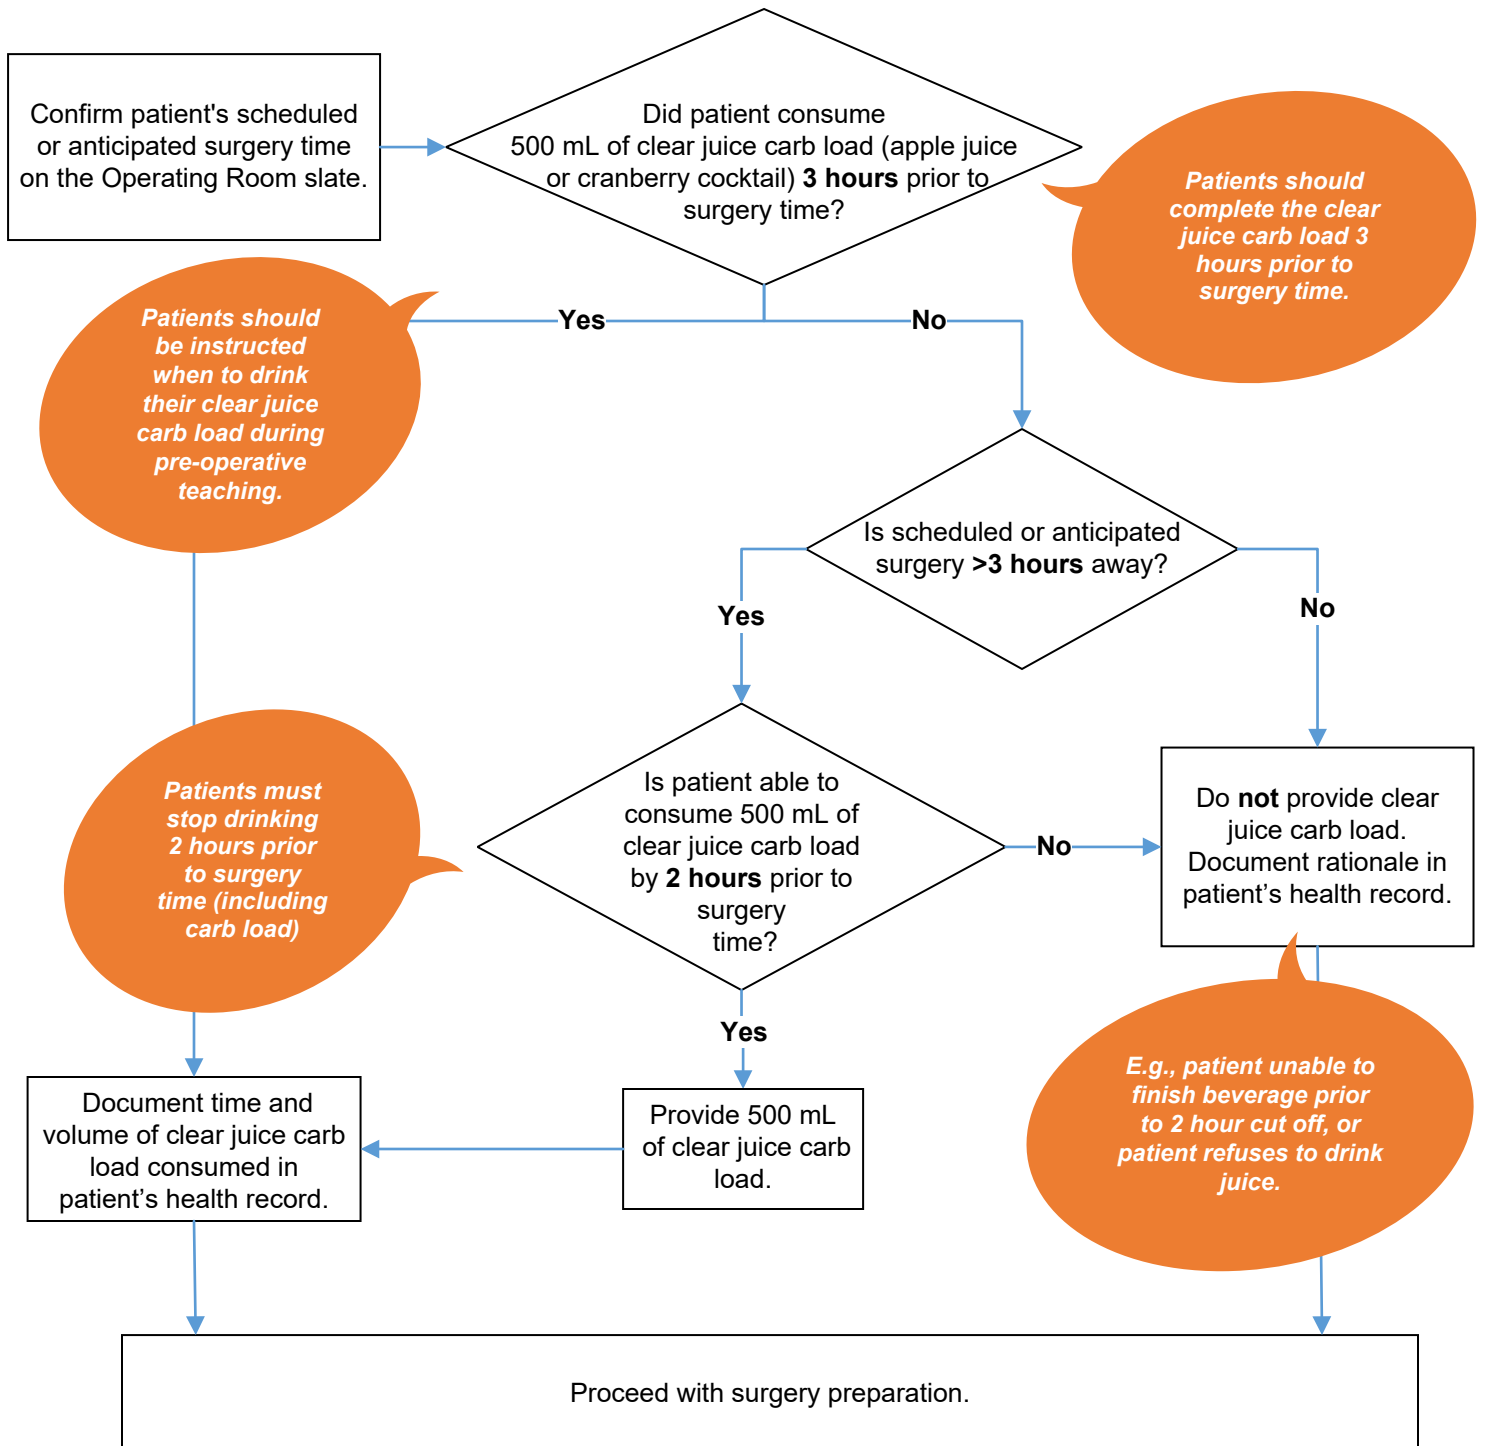 Confirm patient's scheduled
or anticipated surgery time
on the Operating Room slate.
Did patient consume
500 mL of clear juice carb load (apple juice
or cranberry cocktail) 3 hours prior to
surgery time?
Patients should
complete the clear
juice carb load 3
hours prior to
surgery time.
Patients should
be instructed
when to drink
their clear juice
carb load during
pre-operative
teaching.
Yes
No
Is scheduled or anticipated
surgery >3 hours away?
Yes
No
Patients must
stop drinking
2 hours prior
to surgery
time (including
carb load)
Is patient able to
consume 500 mL of
clear juice carb load
by 2 hours prior to
surgery
time?
No
Do not provide clear
juice carb load.
Document rationale in
patient’s health record.
Yes
E.g., patient unable to
finish beverage prior
to 2 hour cut off, or
patient refuses to drink
juice.
Document time and
volume of clear juice carb
load consumed in
patient’s health record.
Provide 500 mL
of clear juice carb
load.
Proceed with surgery preparation.